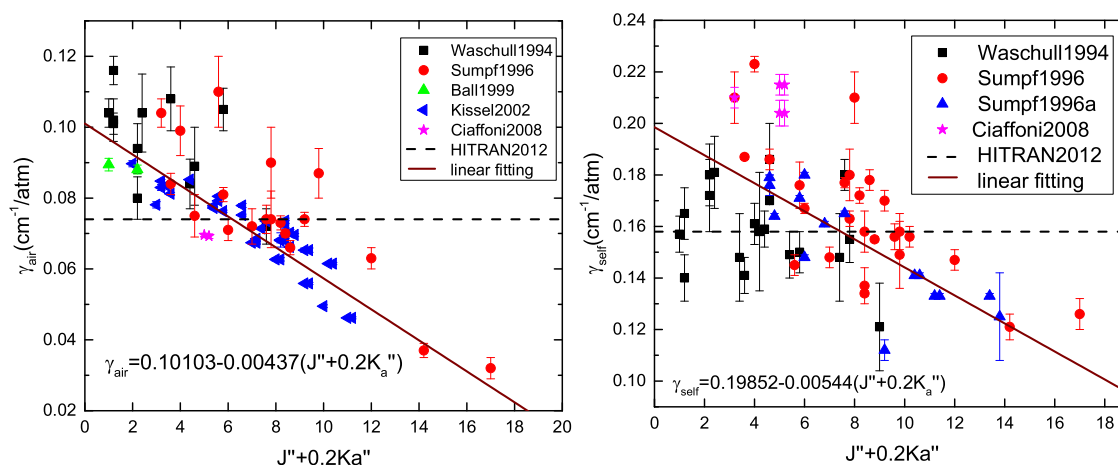 0.12
0.10
0.08
0.06
0.04
0.02
γair(cm-1/atm)
0 2 4 6 8 10 12 14 16 18 20
J''+0.2Ka''
Waschull1994
Sumpf1996
Ball1999
Kissel2002
Ciaffoni2008
HITRAN2012
linear fitting
γair=0.10103-0.00437(J''+0.2Ka'')
0.24
0.22
0.20
0.18
0.16
0.14
0.12
0.10
γself(cm-1/atm)
0 2 4 6 8 10 12 14 16 18
J''+0.2Ka''
Waschull1994
Sumpf1996
Sumpf1996a
Ciaffoni2008
HITRAN2012
linear fitting
γself=0.19852-0.00544(J''+0.2Ka'')